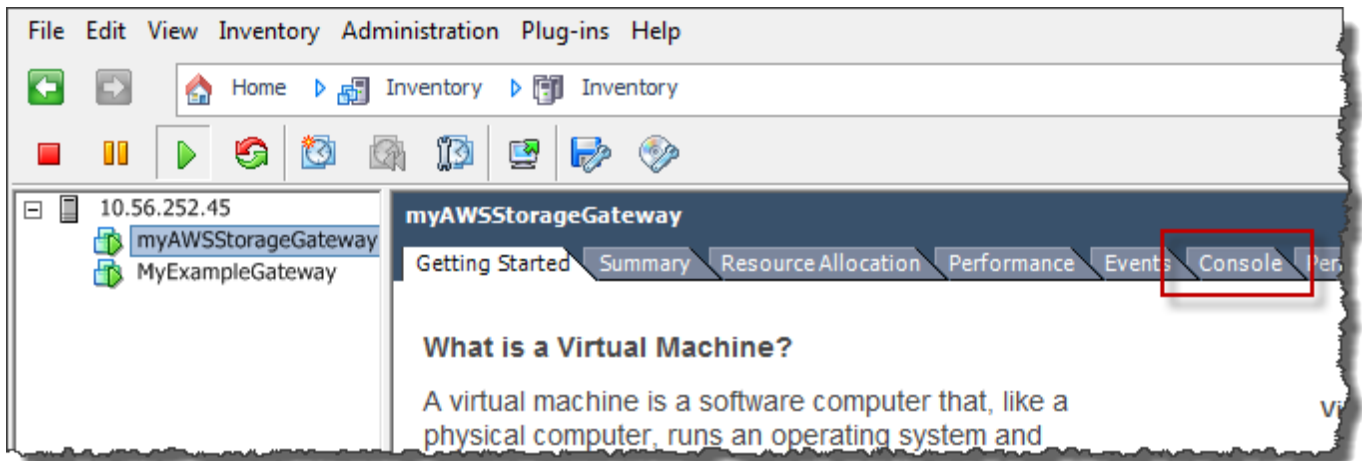 File Edit View Inventory Administration Plug-ins Help
Home Inventory Inventory
10.56.252.45
myAWSStorageGateway
MyExampleGateway
myAWSStorageGateway
Getting Started Summary Resource Allocation Performance Events Console
What is a Virtual Machine?
A virtual machine is a software computer that, like a
physical computer, runs an operating system and